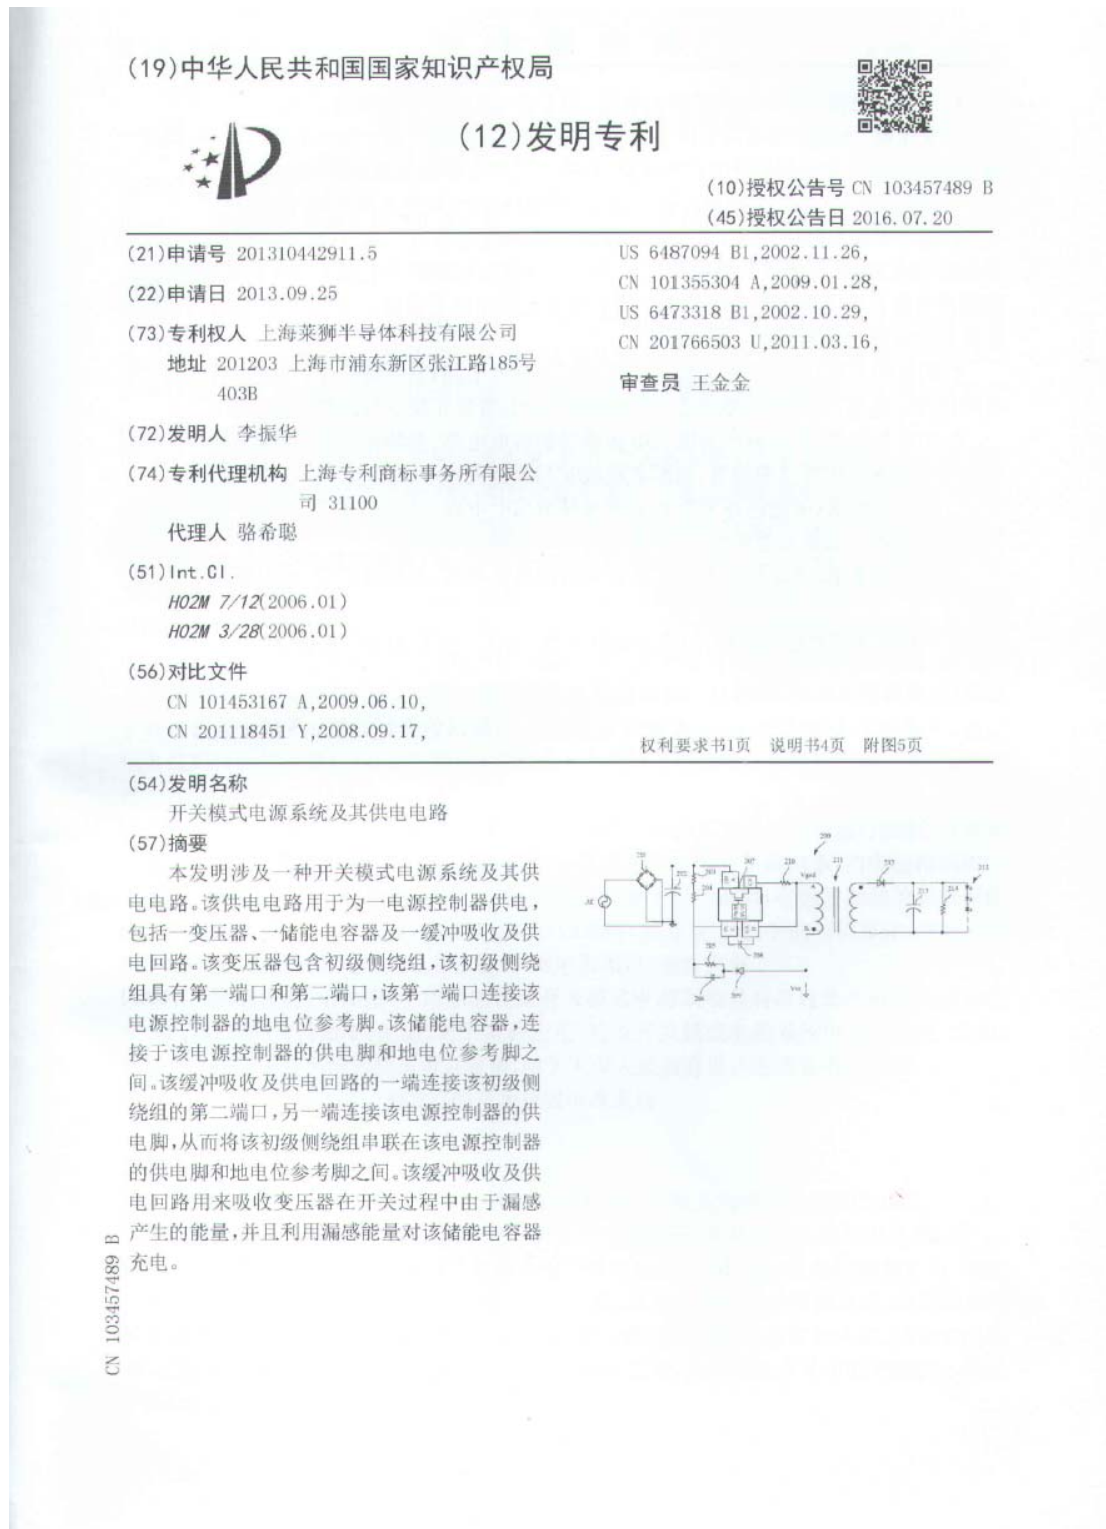 (19)中华人民共和国国家知识产权局
(12)发明专利
(10)授权公告号 CN 103457489 B
(45)授权公告日 2016.07.20
(21)申请号 201310442911.5
(22)申请日 2013.09.25
(73)专利权人 上海莱狮半导体科技有限公司
地址 201203 上海市浦东新区张江路185号
403B
(72)发明人 李振华
(74)专利代理机构 上海专利商标事务所有限公
司 31100
代理人 骆希聪
(51)Int.Cl.
H02M 7/12(2006.01)
H02M 3/28(2006.01)
(56)对比文件
CN 101453167 A,2009.06.10,
CN 201118451 Y,2008.09.17,
US 6487094 B1,2002.11.26,
CN 101355304 A,2009.01.28,
US 6473318 B1,2002.10.29,
CN 201766503 U,2011.03.16,
审查员 王金金
权利要求书1页 说明书4页 附图5页
(54)发明名称
开关模式电源系统及其供电电路
(57)摘要
本发明涉及一种开关模式电源系统及其供
电电路。该供电电路用于为一电源控制器供电,
包括一变压器、一储能电容器及一缓冲吸收及供
电回路。该变压器包含初级侧绕组,该初级侧绕
组具有第一端口和第二端口,该第一端口连接该
电源控制器的地电位参考脚。该储能电容器,连
接于该电源控制器的供电脚和地电位参考脚之
间。该缓冲吸收及供电回路的一端连接该初级侧
绕组的第二端口,另一端连接该电源控制器的供
电脚,从而将该初级侧绕组串联在该电源控制器
的供电脚和地电位参考脚之间。该缓冲吸收及供
电回路用来吸收变压器在开关过程中由于漏感
产生的能量,并且利用漏感能量对该储能电容器
充电。
CN 103457489 B